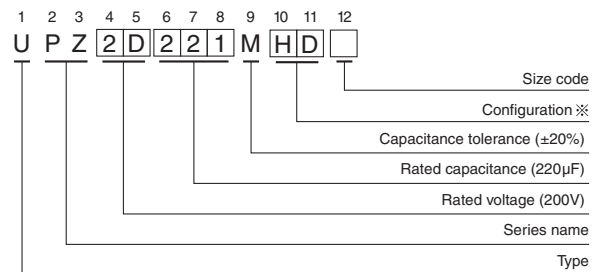 1 2 3 4 5 6 7 8 9 10 11 12
U P Z 2 D 2 2 1 M H D
Size code
Configuration ※
Capacitance tolerance (±20%)
Rated capacitance (220µF)
Rated voltage (200V)
Series name
Type